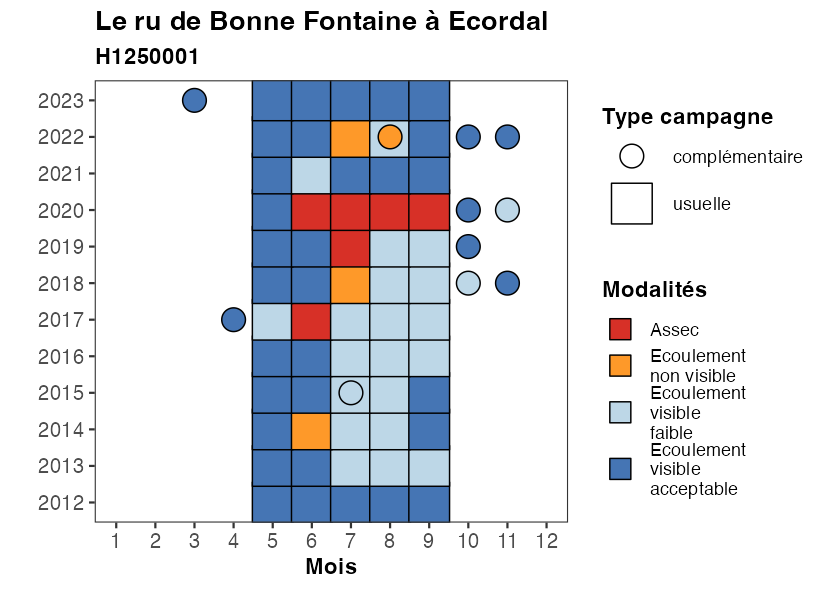 Le ru de Bonne Fontaine à Ecordal
H1250001
2023
2022
2021
2020
2019
2018
2017
2016
2015
2014
2013
2012
1 2 3 4 5 6 7 8 9 10 11 12
Mois
Type campagne
complémentaire
usuelle
Modalités
Assec
Ecoulement
non visible
Ecoulement
visible
faible
Ecoulement
visible
acceptable